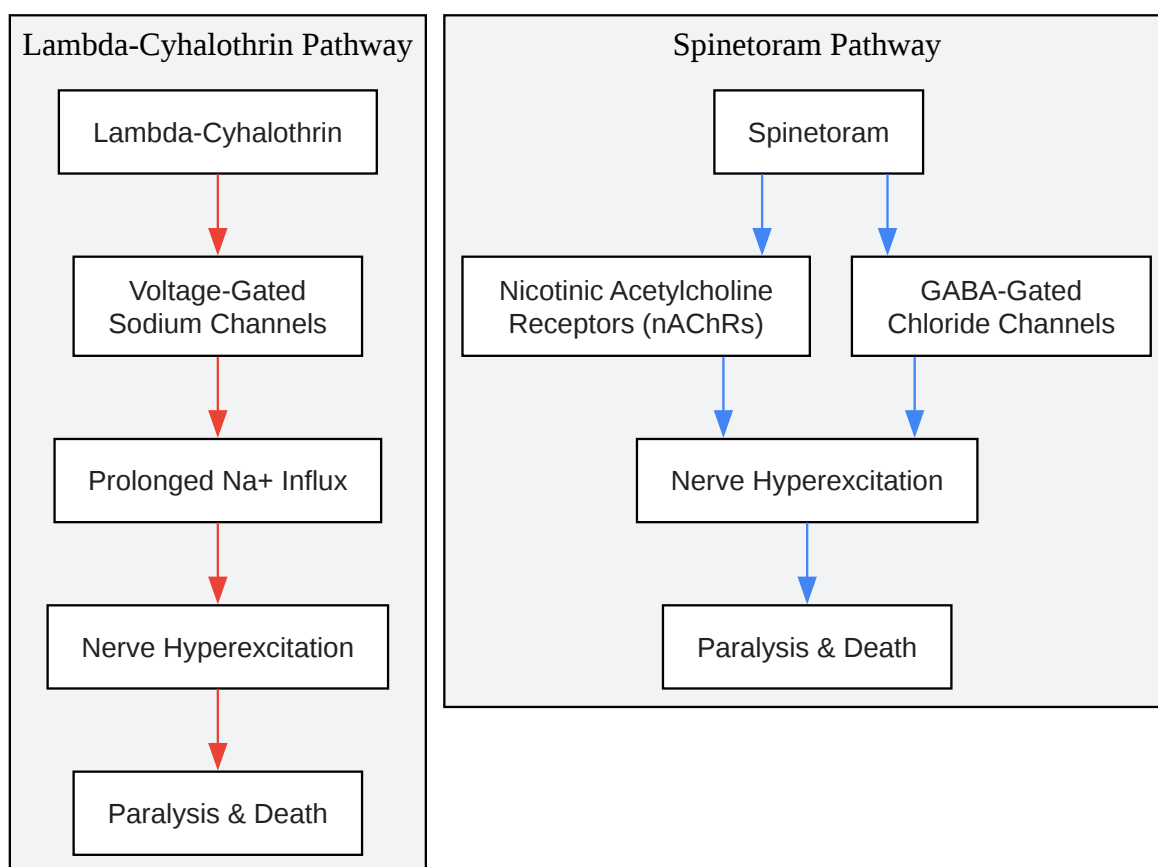 Lambda-Cyhalothrin Pathway
Lambda-Cyhalothrin
Voltage-Gated
Sodium Channels
Prolonged Na+ Influx
Nerve Hyperexcitation
Paralysis & Death
Spinetoram Pathway
Spinetoram
Nicotinic Acetylcholine
Receptors (nAChRs)
GABA-Gated
Chloride Channels
Nerve Hyperexcitation
Paralysis & Death